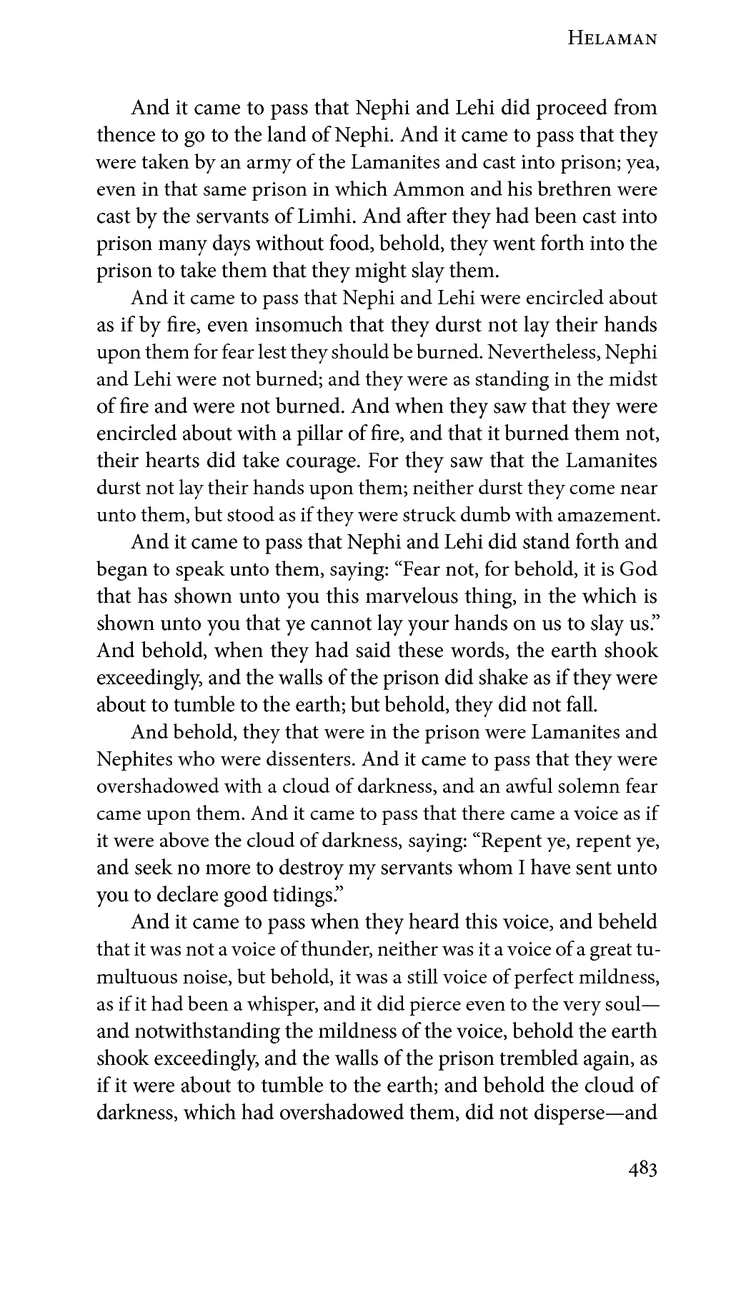 Helaman
And it came to pass that Nephi and Lehi did proceed from
thence to go to the land of Nephi. And it came to pass that they
were taken by an army of the Lamanites and cast into prison; yea,
even in that same prison in which Ammon and his brethren were
cast by the servants of Limhi. And after they had been cast into
prison many days without food, behold, they went forth into the
prison to take them that they might slay them.
And it came to pass that Nephi and Lehi were encircled about
as if by fire, even insomuch that they durst not lay their hands
upon them for fear lest they should be burned. Nevertheless, Nephi
and Lehi were not burned; and they were as standing in the midst
of fire and were not burned. And when they saw that they were
encircled about with a pillar of fire, and that it burned them not,
their hearts did take courage. For they saw that the Lamanites
durst not lay their hands upon them; neither durst they come near
unto them, but stood as if they were struck dumb with amazement.
And it came to pass that Nephi and Lehi did stand forth and
began to speak unto them, saying: “Fear not, for behold, it is God
that has shown unto you this marvelous thing, in the which is
shown unto you that ye cannot lay your hands on us to slay us.”
And behold, when they had said these words, the earth shook
exceedingly, and the walls of the prison did shake as if they were
about to tumble to the earth; but behold, they did not fall.
And behold, they that were in the prison were Lamanites and
Nephites who were dissenters. And it came to pass that they were
overshadowed with a cloud of darkness, and an awful solemn fear
came upon them. And it came to pass that there came a voice as if
it were above the cloud of darkness, saying: “Repent ye, repent ye,
and seek no more to destroy my servants whom I have sent unto
you to declare good tidings.”
And it came to pass when they heard this voice, and beheld
that it was not a voice of thunder, neither was it a voice of a great tu-
multuous noise, but behold, it was a still voice of perfect mildness,
as if it had been a whisper, and it did pierce even to the very soul—
and notwithstanding the mildness of the voice, behold the earth
shook exceedingly, and the walls of the prison trembled again, as
if it were about to tumble to the earth; and behold the cloud of
darkness, which had overshadowed them, did not disperse—and
483